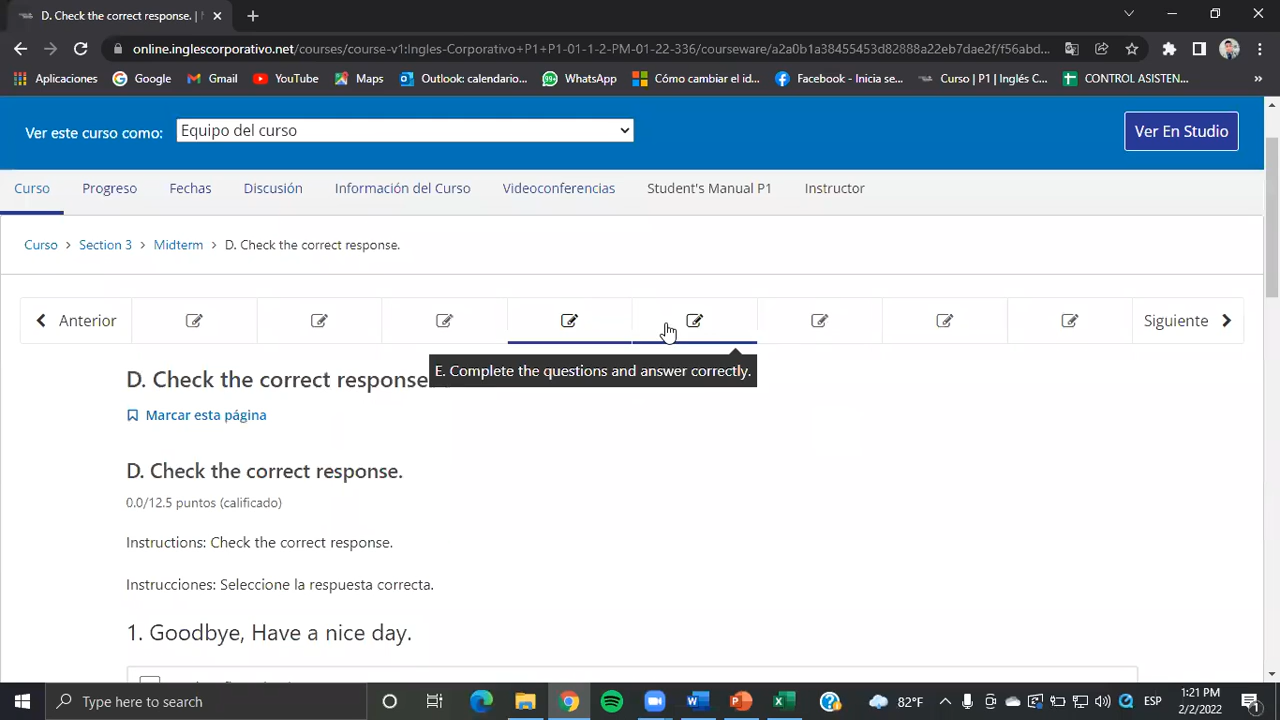 D. Check the correct response. |
online.inglescorporativo.net/courses/course-v1:Ingles-Corporativo+P1+P1-01-1-2-PM-01-22-336/courseware/a2a0b1a38455453d82888a22eb7dae2f/f56abd...
Aplicaciones Google Gmail YouTube Maps Outlook: calendario... WhatsApp Cómo cambiar el id... Facebook - Inicia se... Curso | P1 | Inglés C... CONTROL ASISTEN... »
Ver este curso como: Equipo del curso Ver En Studio
Curso Progreso Fechas Discusión Información del Curso Videoconferencias Student's Manual P1 Instructor
Curso > Section 3 > Midterm > D. Check the correct response.
Anterior Siguiente
E. Complete the questions and answer correctly.
D. Check the correct response
Marcar esta página
D. Check the correct response.
0.0/12.5 puntos (calificado)
Instructions: Check the correct response.
Instrucciones: Seleccione la respuesta correcta.
1. Goodbye, Have a nice day.
Type here to search 82°F ESP 1:21 PM
2/2/2022 1